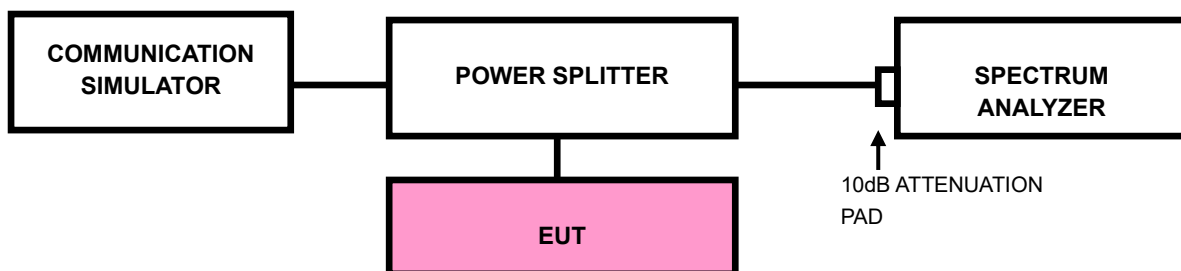 COMMUNICATION
SIMULATOR
POWER SPLITTER
SPECTRUM
ANALYZER
10dB ATTENUATION
PAD
EUT